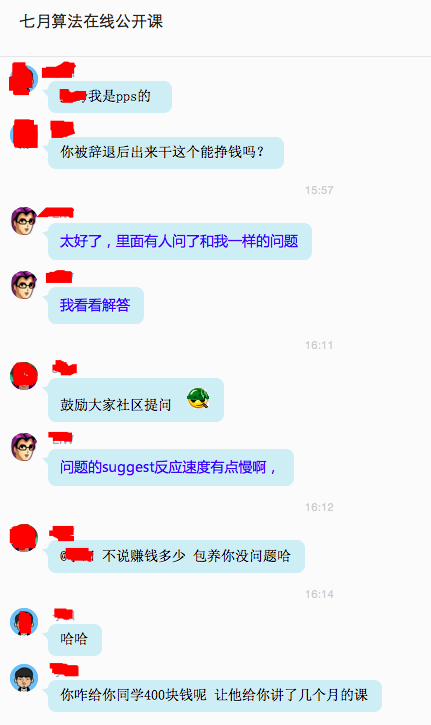 七月算法在线公开课
我是pps的
你被辞退后出来干这个能挣钱吗?
15:57
太好了，里面有人问了和我一样的问题
我看看解答
16:11
鼓励大家社区提问
问题的suggest反应速度有点慢啊，
16:12
@ 不说赚钱多少 包养你没问题哈
16:14
哈哈
你咋给你同学400块钱呢 让他给你讲了几个月的课